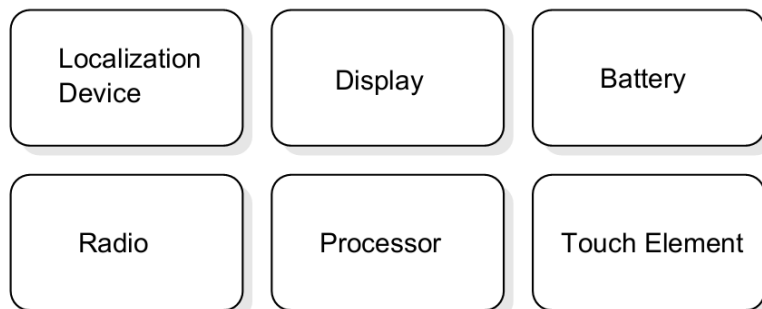 Localization
Device
Display
Battery
Radio
Processor
Touch Element